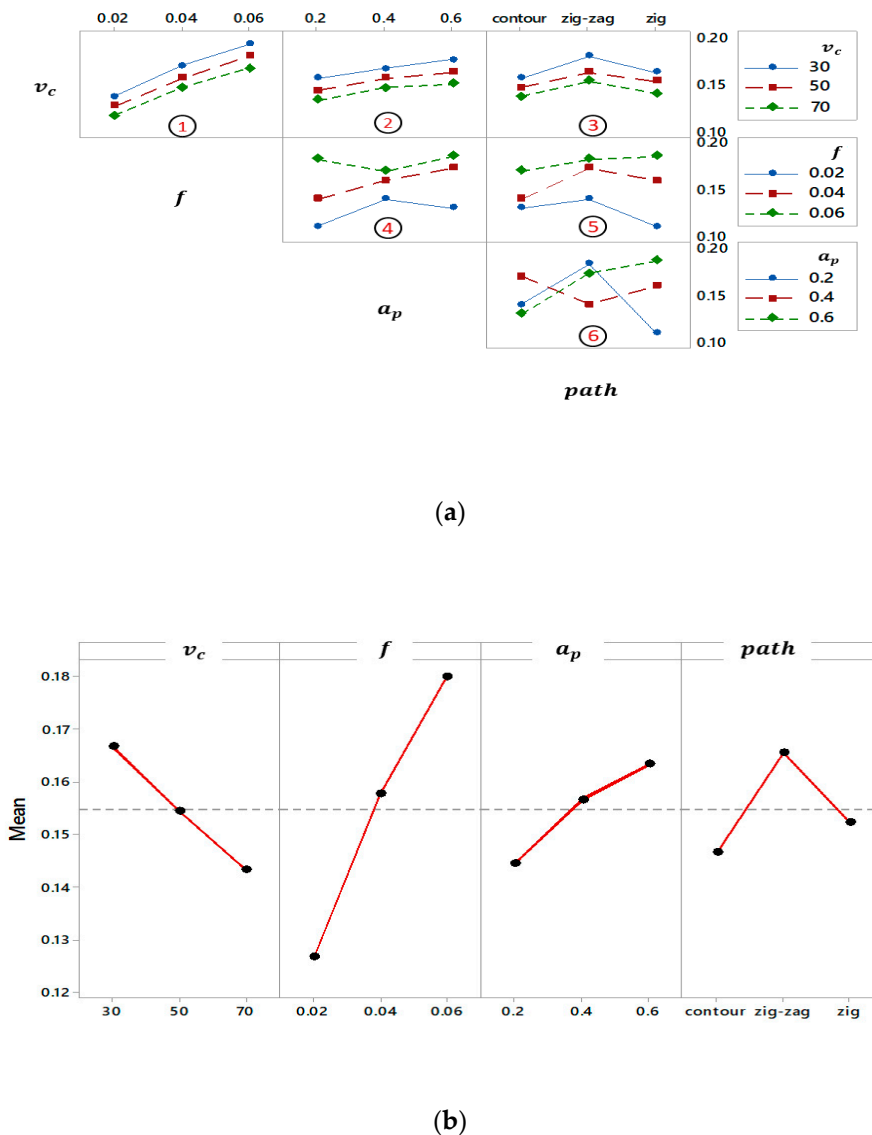 0.02 0.04 0.06 0.2 0.4 0.6 contour zig-zag zig
v_c
0.20
0.15
0.10
1 2 3
v_c
30
50
70
f
0.20
0.15
0.10
4 5
f
0.02
0.04
0.06
a_p
0.20
0.15
0.10
6
a_p
0.2
0.4
0.6
path
(a)
v_c f a_p path
Mean
0.18
0.17
0.16
0.15
0.14
0.13
0.12
30 50 70 0.02 0.04 0.06 0.2 0.4 0.6 contour zig-zag zig
(b)